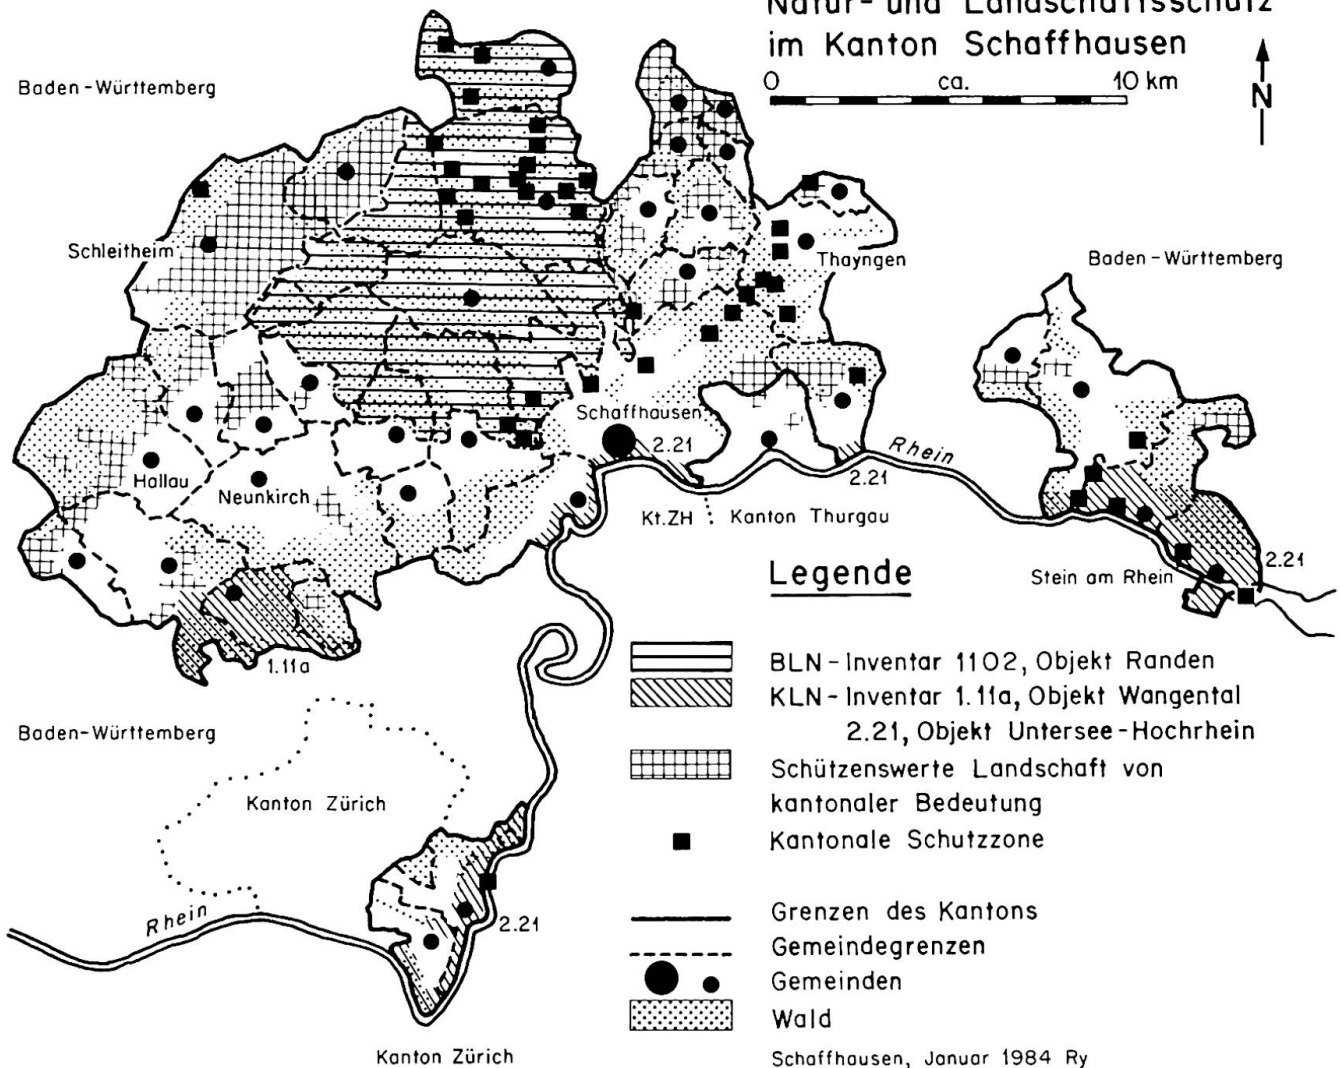 Natur- und Landschaftsschutz
im Kanton Schaffhausen
0 ca. 10 km
N
Baden-Württemberg
Schleitheim
Thayngen
Baden-Württemberg
Schaffhausen
2.21
Rhein
2.21
Hallau
Neunkirch
Kt.ZH
Kanton Thurgau
Stein am Rhein
2.21
1.11a
Baden-Württemberg
Kanton Zürich
Rhein
2.21
Kanton Zürich
Legende
BLN-Inventar 1102, Objekt Randen
KLN-Inventar 1.11a, Objekt Wangental
2.21, Objekt Untersee-Hochrhein
Schützenswerte Landschaft von
kantonaler Bedeutung
Kantonale Schutzzone
Grenzen des Kantons
Gemeindegrenzen
Gemeinden
Wald
Schaffhausen, Januar 1984 Ry